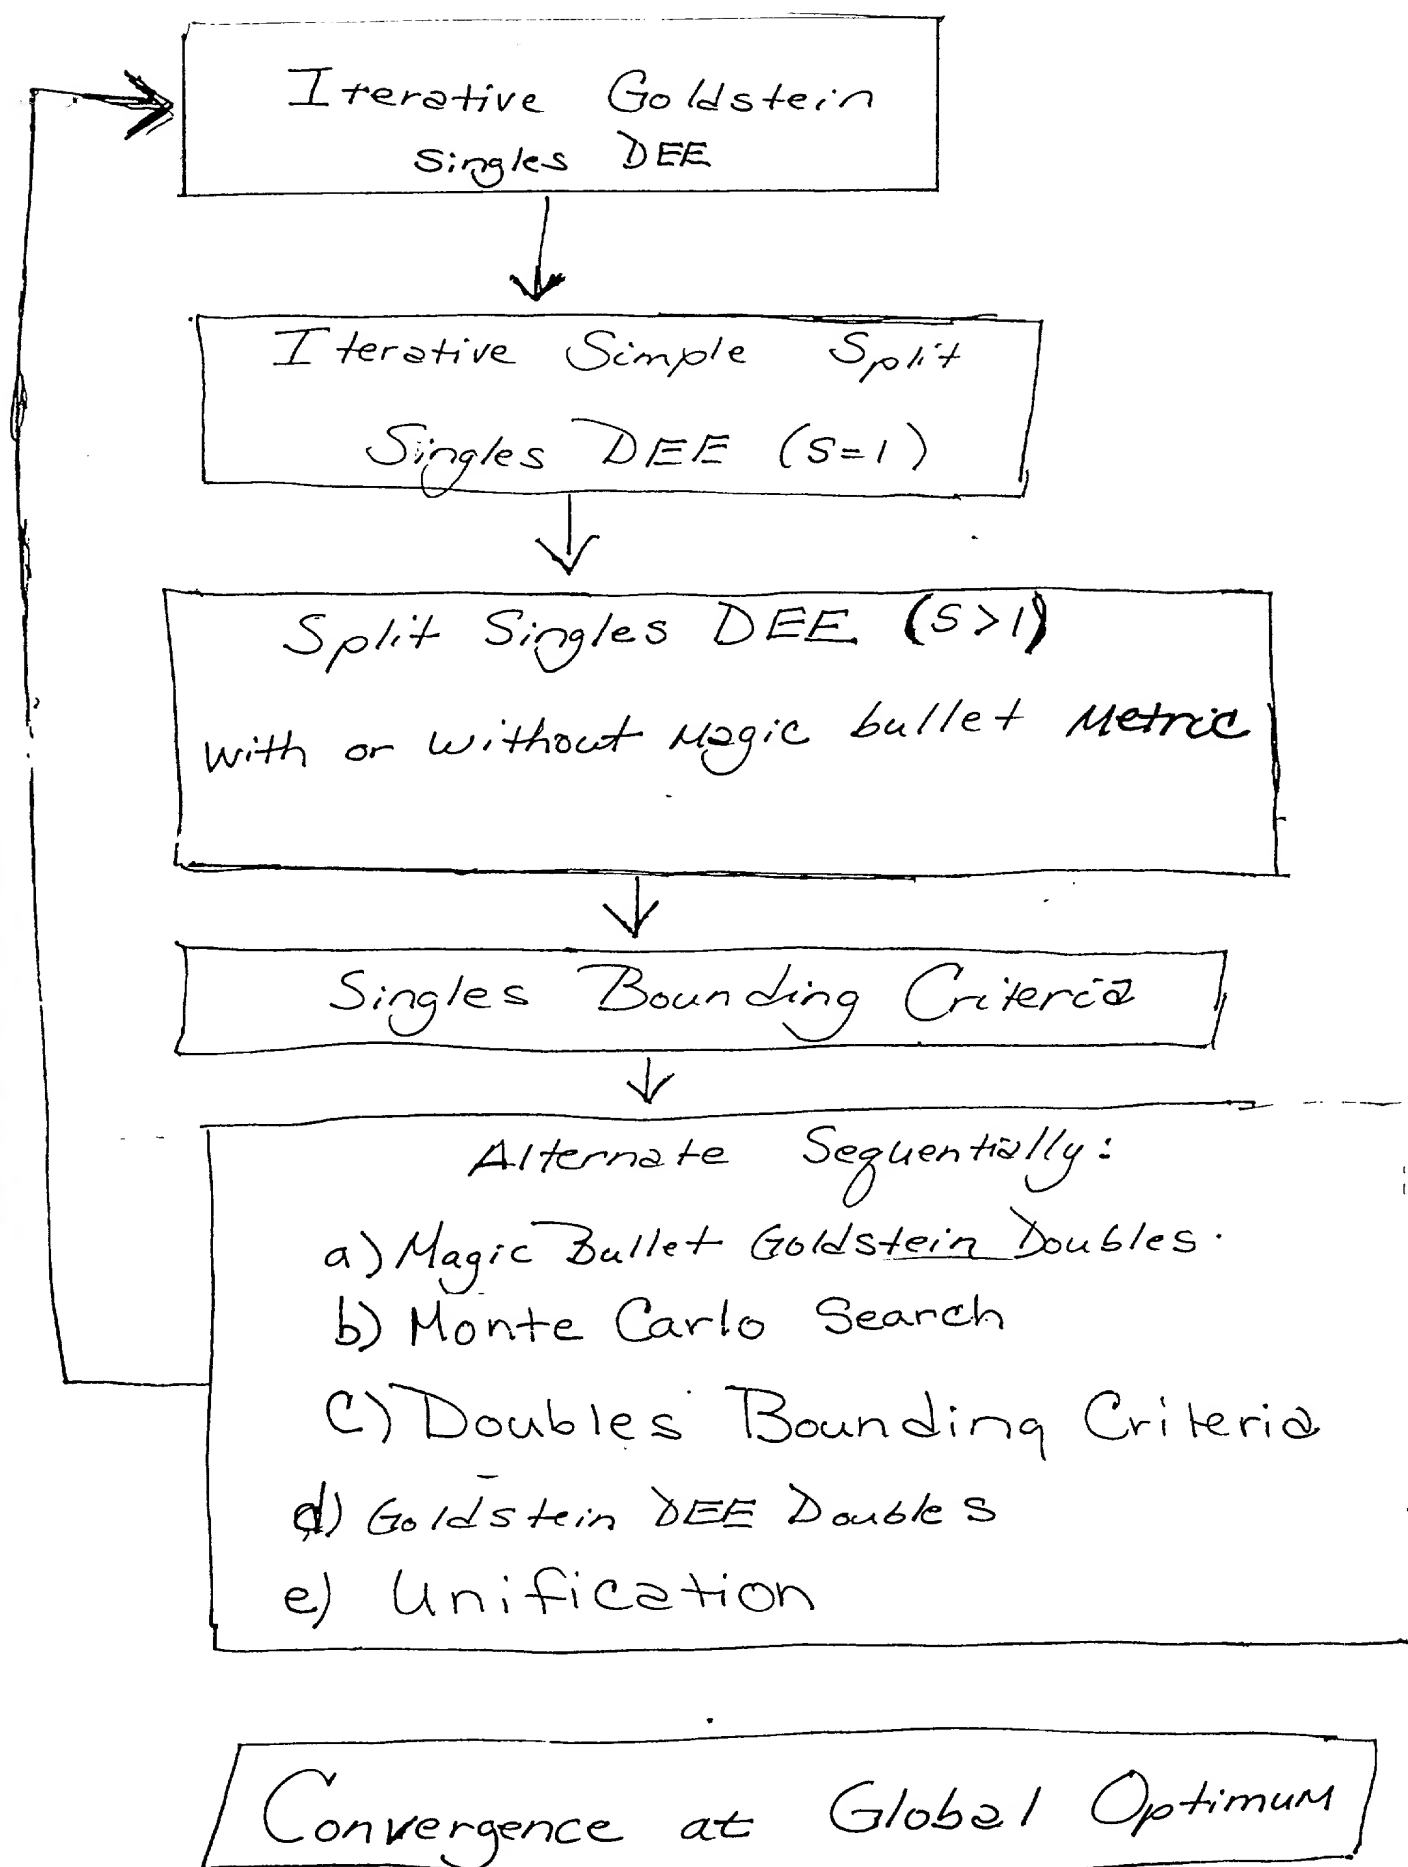 Iterative Goldstein
Singles DEE
Iterative Simple Split
Singles DEE (S=1)
Split Singles DEE (S>1)
with or without Magic bullet Metric
Singles Bounding Criteria
Alternate Sequentially:
a) Magic Bullet Goldstein Doubles.
b) Monte Carlo Search
C) Doubles Bounding Criteria
d) Goldstein DEE Doubles
e) Unification
Convergence at Global Optimum